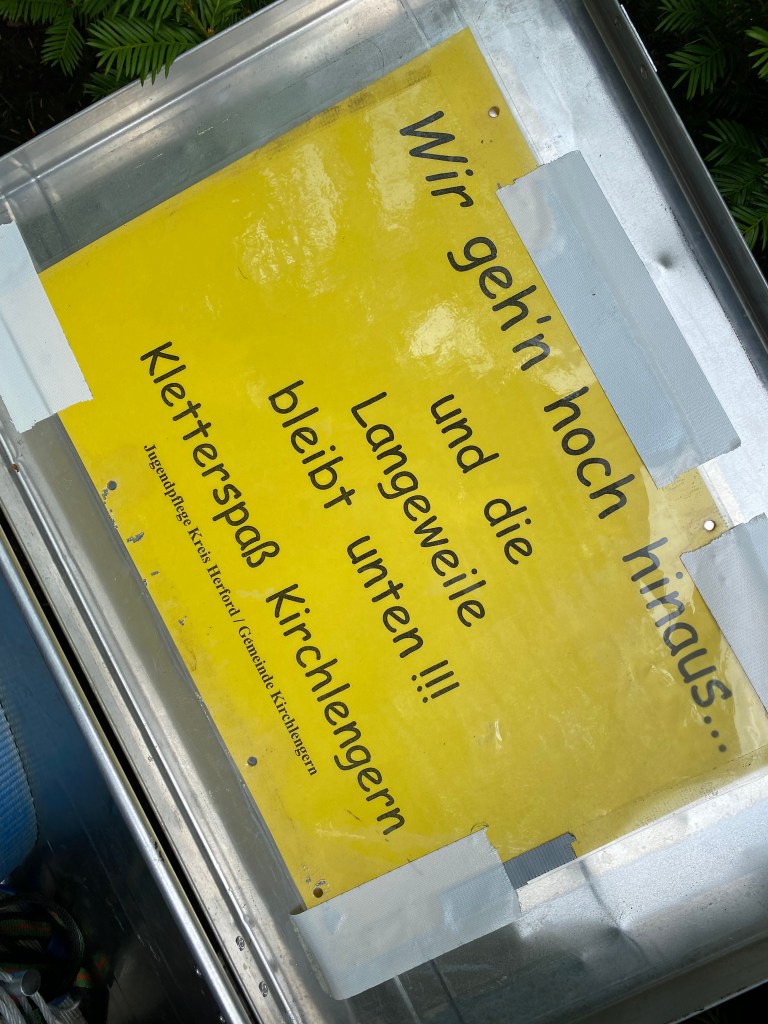 Wir geh'n hoch hinaus...
und die
Langeweile
bleibt unten !!!
Kletterspaß Kirchlengern
Jugendpflege Kreis Herford / Gemeinde Kirchlengern